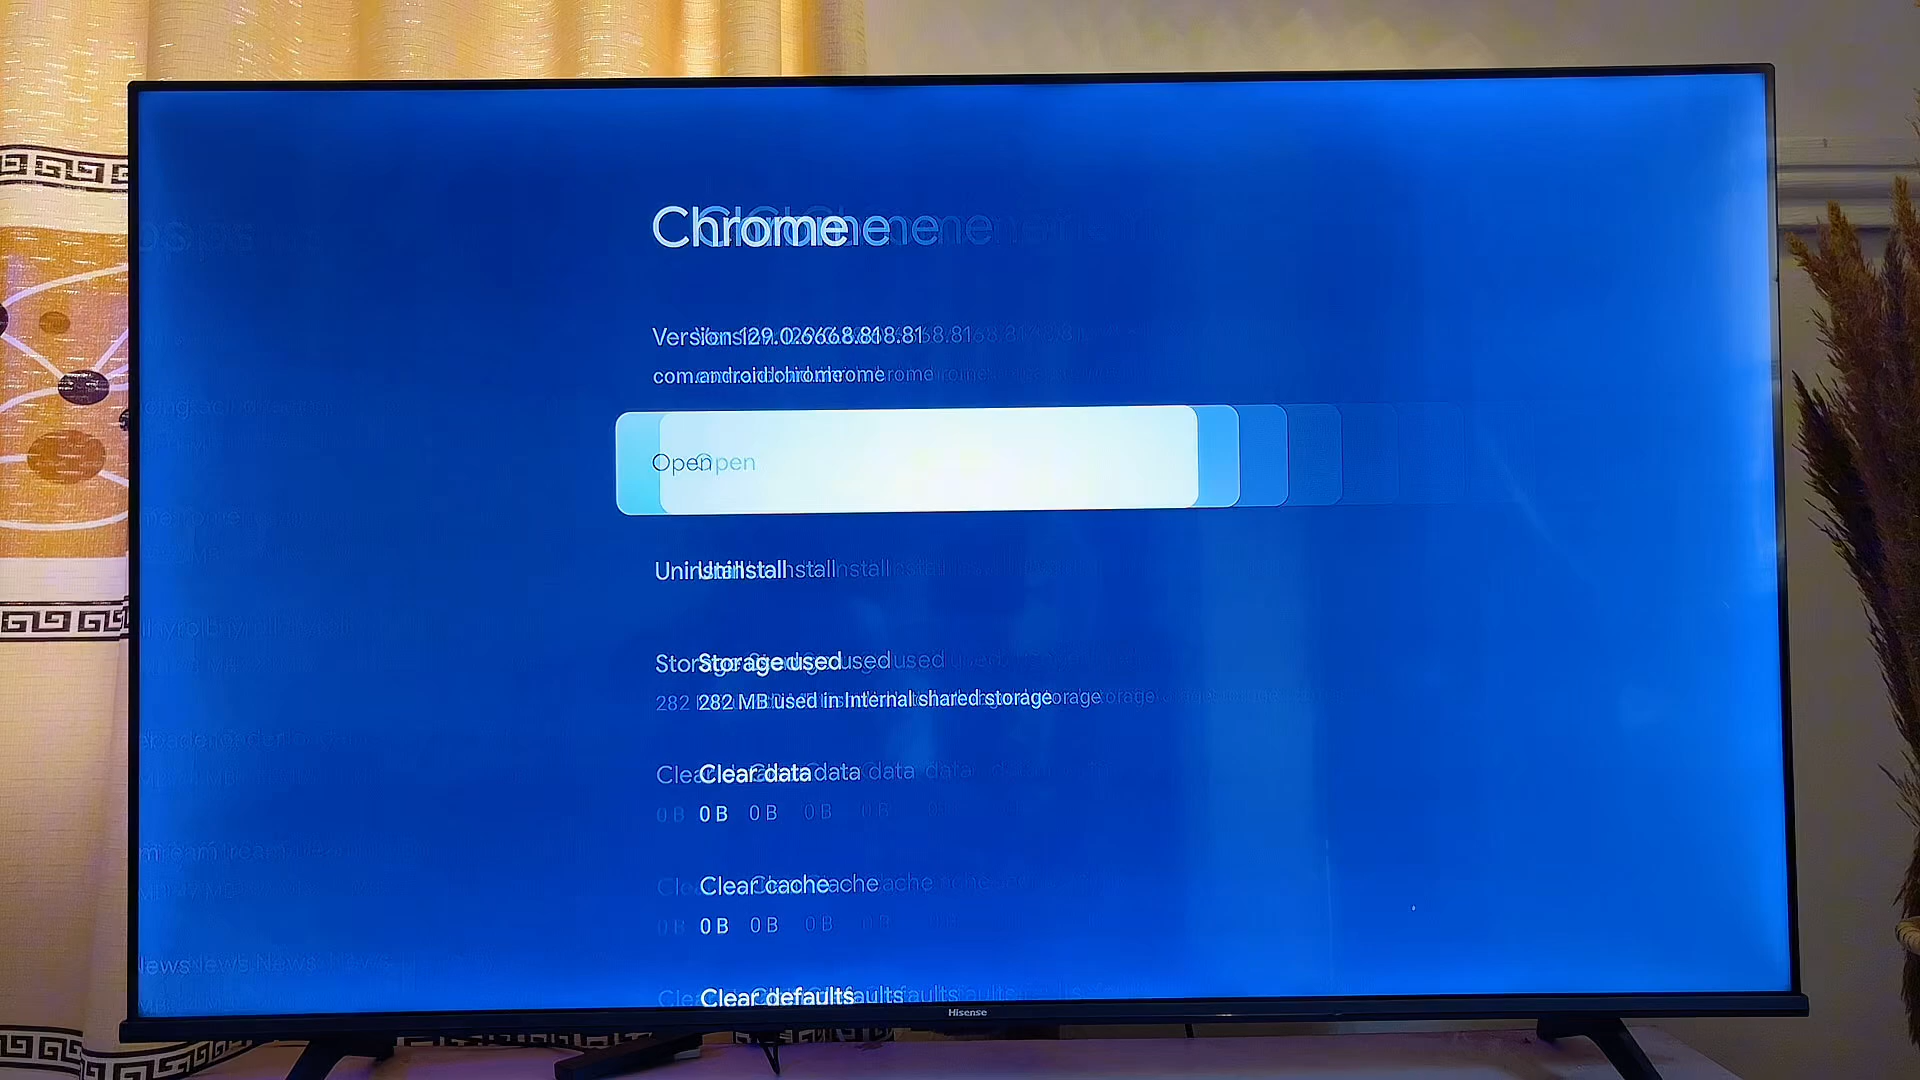 Chrome
Version 129.0.6668.81
com.android.chrome
Open
Uninstall
Storage used
282 MB used in Internal shared storage
Clear data
0 B
Clear cache
0 B
Clear defaults
News
Hisense